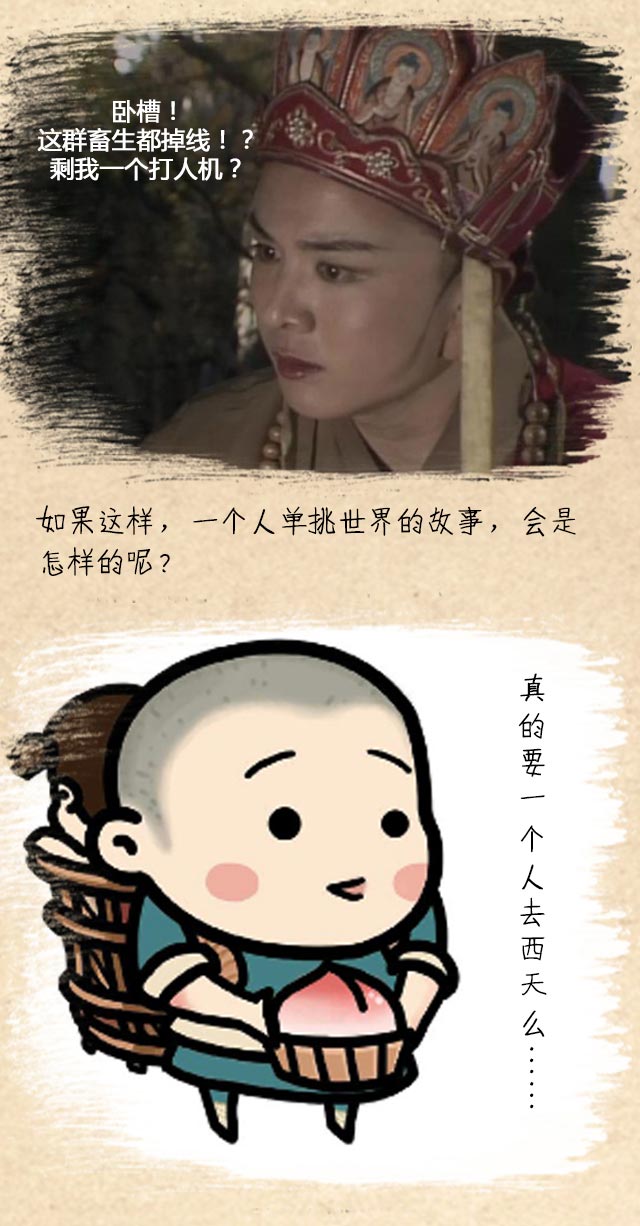 卧槽！
这群畜生都掉线！？
剩我一个打人机？
如果这样，一个人单挑世界的故事，会是
怎样的呢？
真的要一个人去西天么……